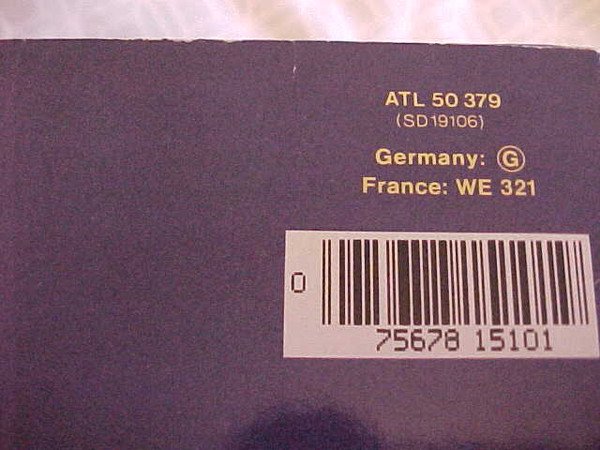 ATL 50 379
(SD19106)
Germany: G
France: WE 321
0
75678 15101